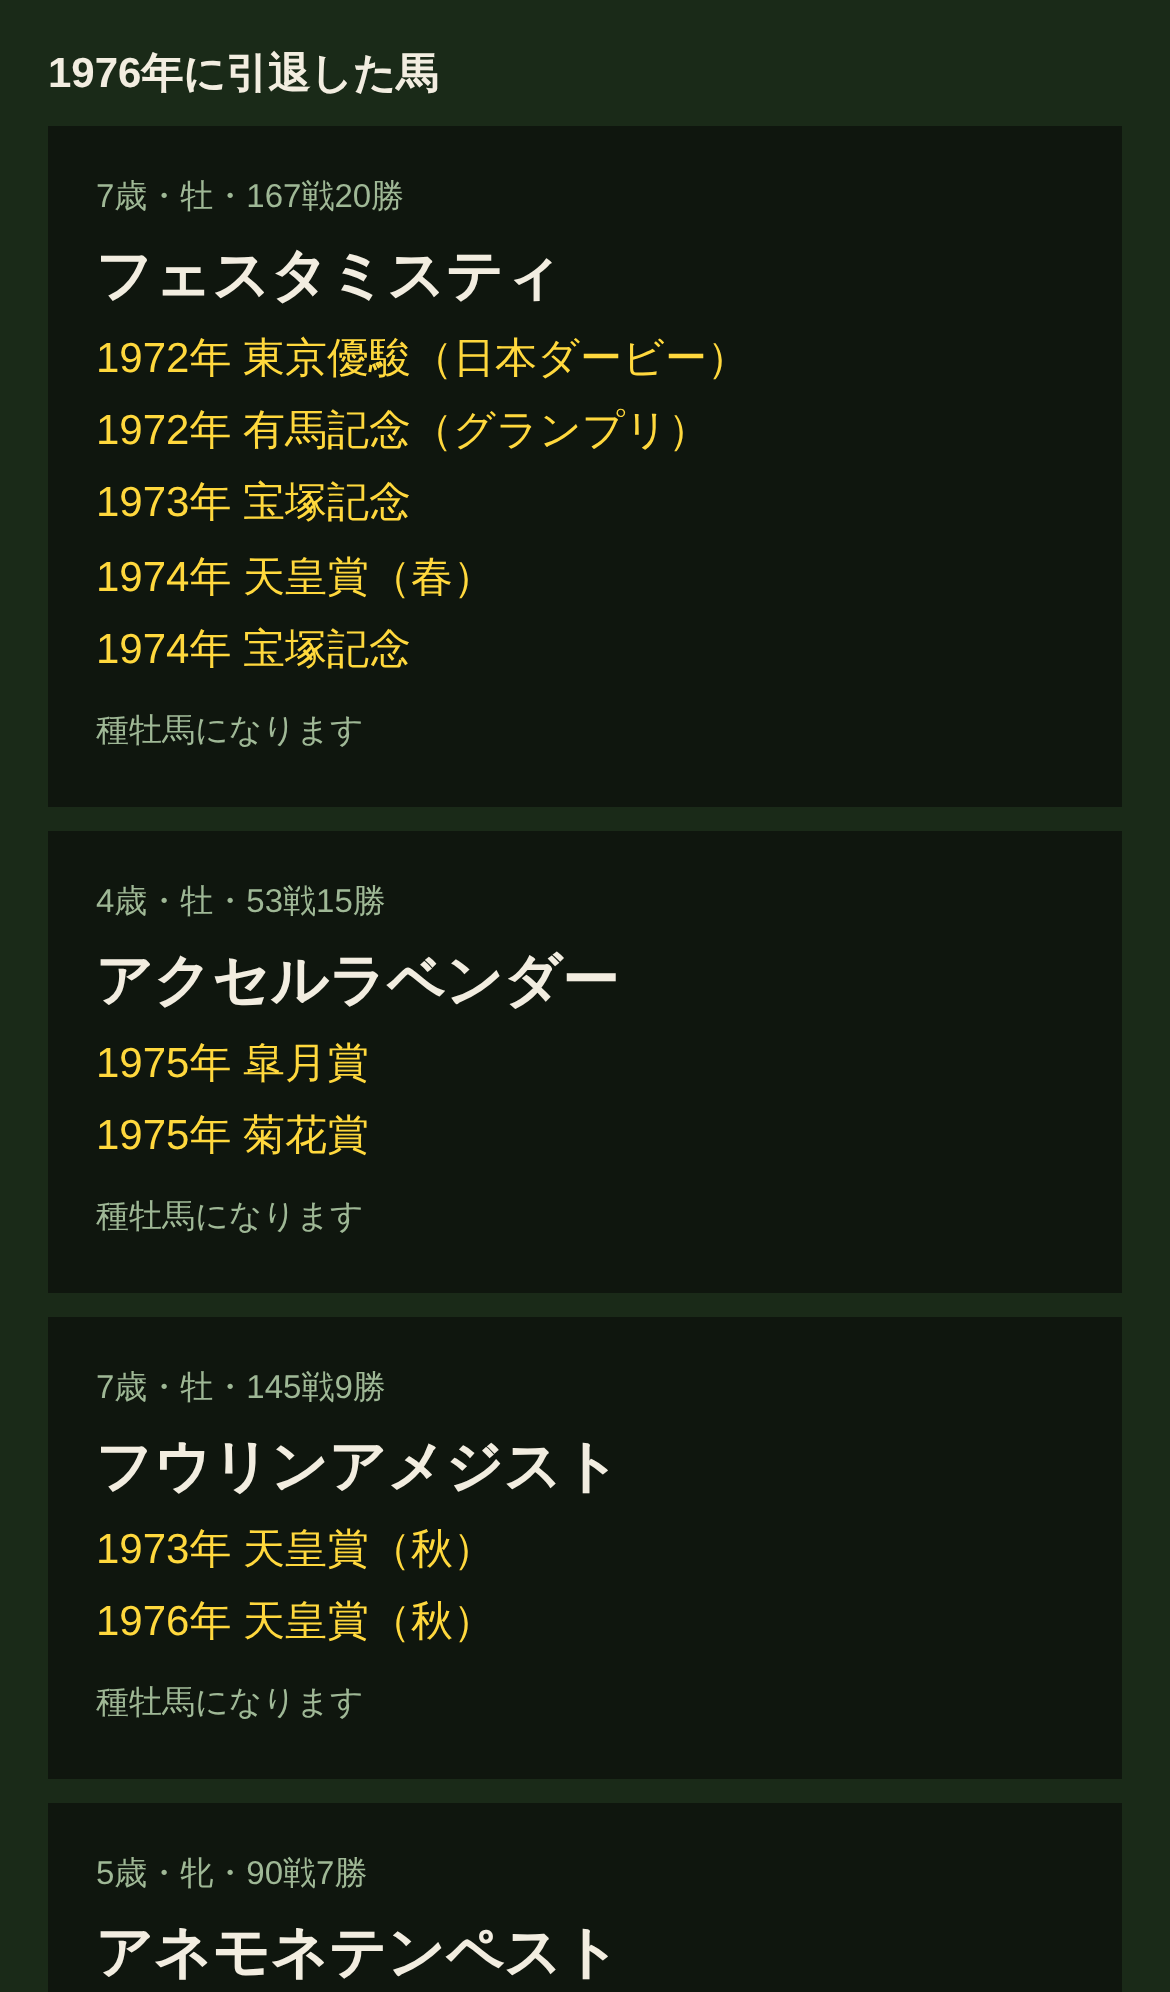 1976年に引退した馬
7歳・牡・167戦20勝
フェスタミスティ
1972年 東京優駿（日本ダービー）
1972年 有馬記念（グランプリ）
1973年 宝塚記念
1974年 天皇賞（春）
1974年 宝塚記念
種牡馬になります
4歳・牡・53戦15勝
アクセルラベンダー
1975年 皐月賞
1975年 菊花賞
種牡馬になります
7歳・牡・145戦9勝
フウリンアメジスト
1973年 天皇賞（秋）
1976年 天皇賞（秋）
種牡馬になります
5歳・牝・90戦7勝
アネモネテンペスト